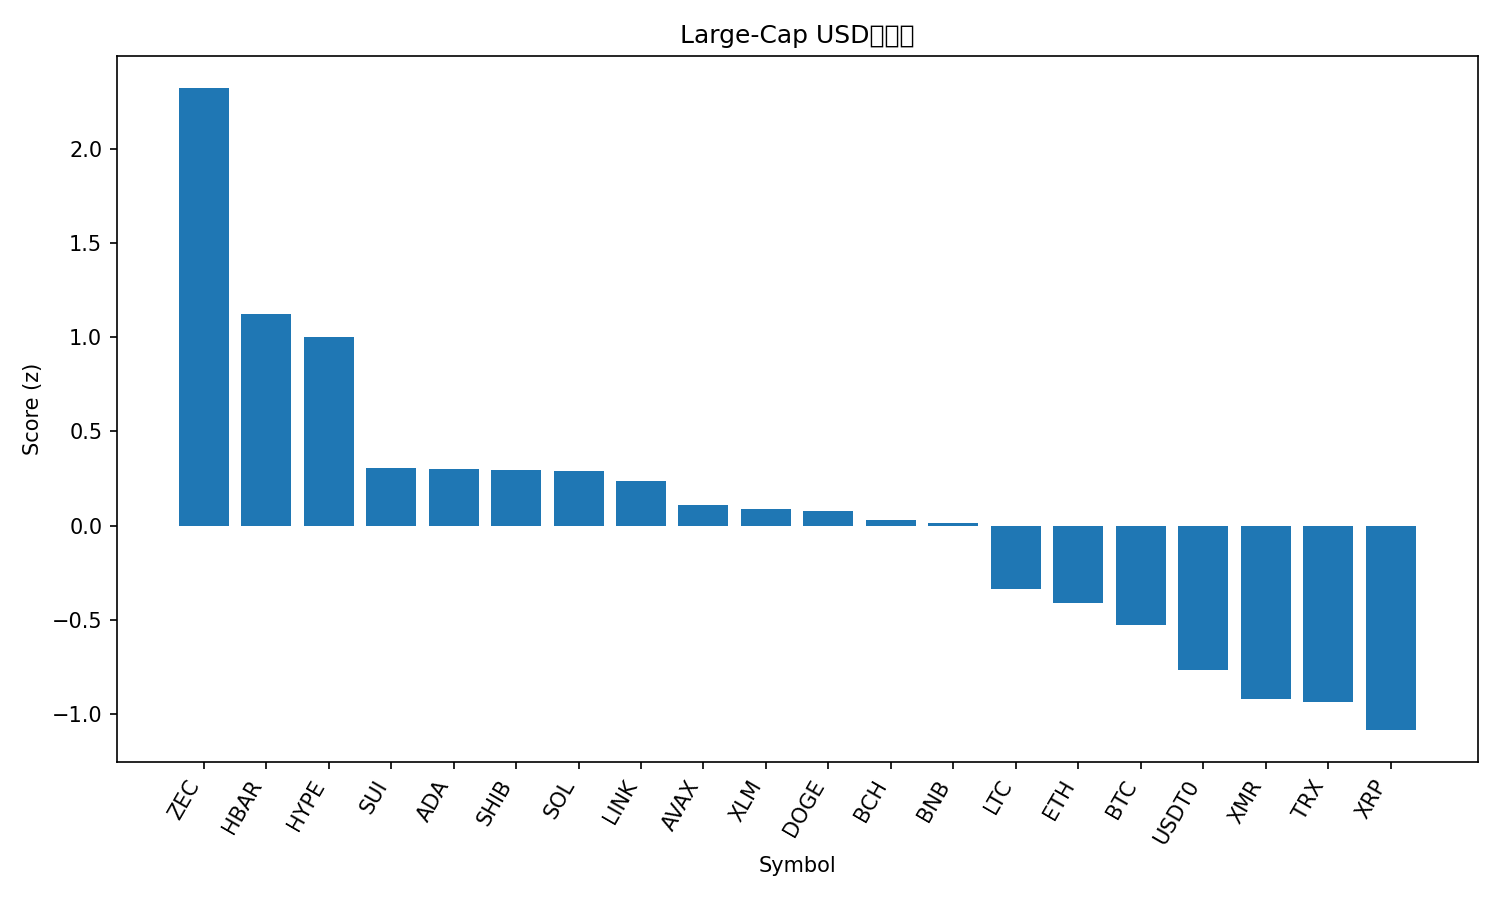 Large-Cap USD
Score (z)
2.0
1.5
1.0
0.5
0.0
−0.5
−1.0
ZEC
HBAR
HYPE
SUI
ADA
SHIB
SOL
LINK
AVAX
XLM
DOGE
BCH
BNB
LTC
ETH
BTC
USDT0
XMR
TRX
XRP
Symbol